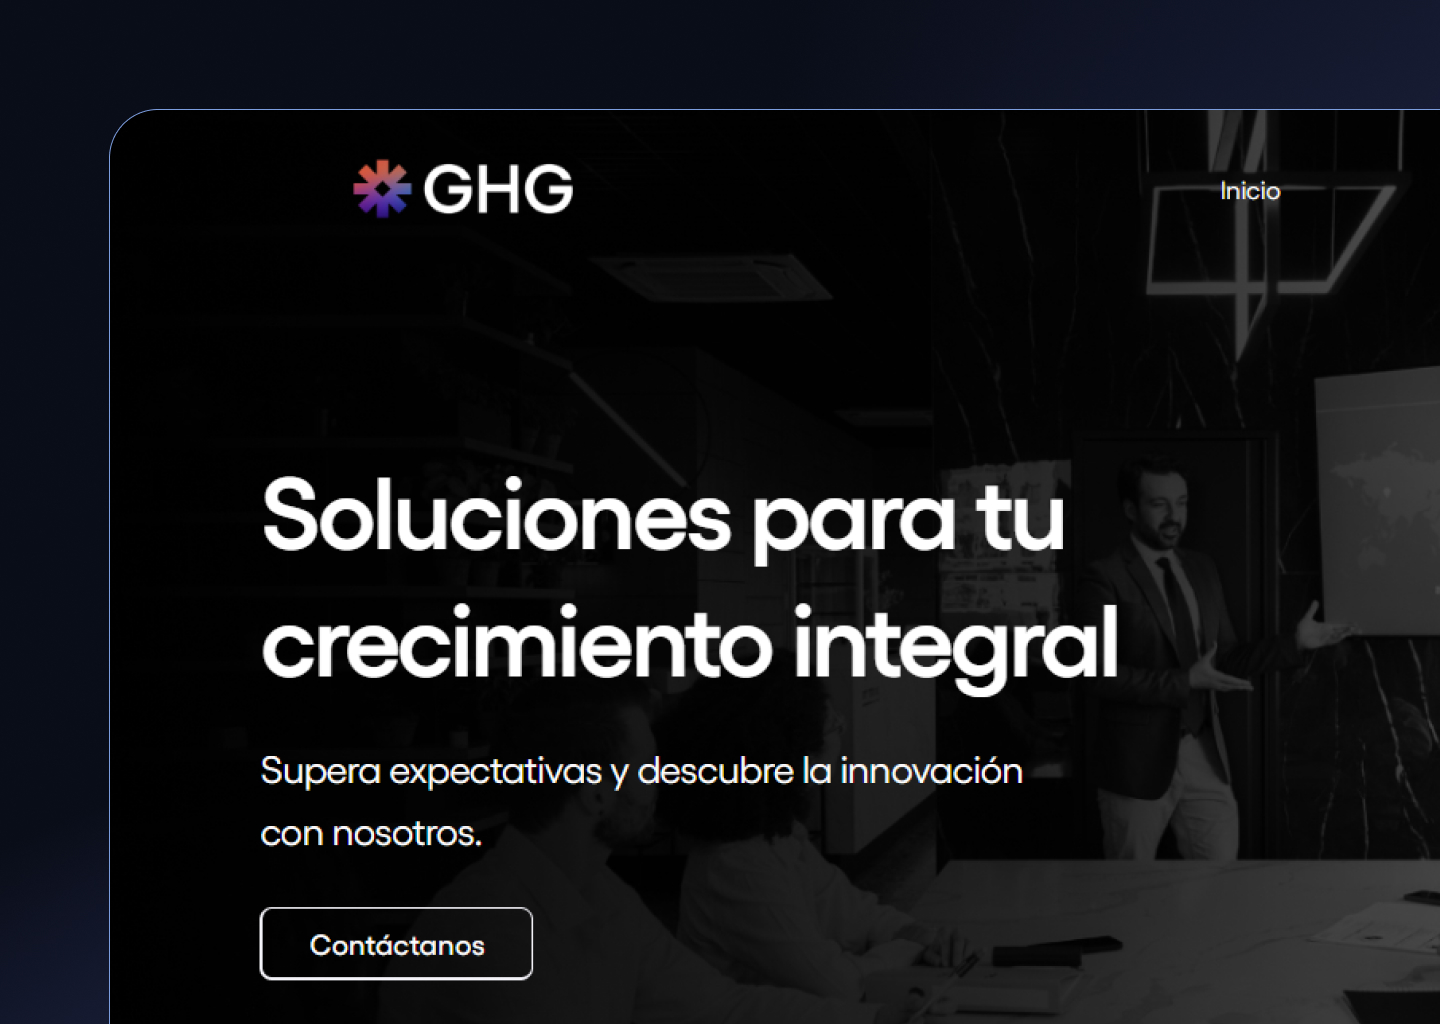 GHG
Inicio
Soluciones para tu
crecimiento integral
Supera expectativas y descubre la innovación
con nosotros.
Contáctanos